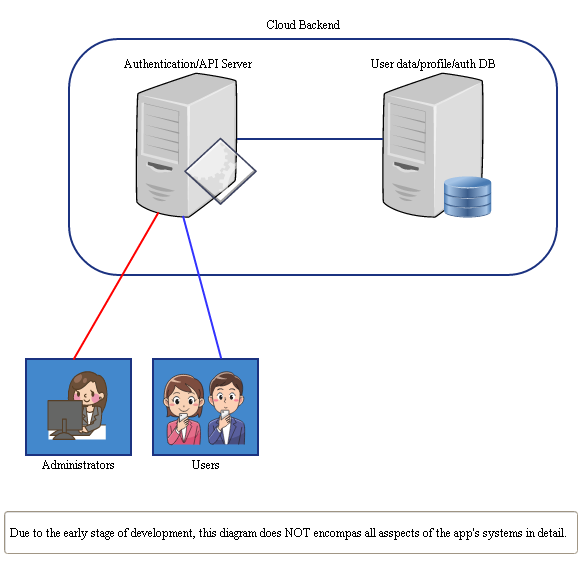 Cloud Backend
Authentication/API Server
User data/profile/auth DB
Administrators
Users
Due to the early stage of development, this diagram does NOT encompas all asspects of the app's systems in detail.